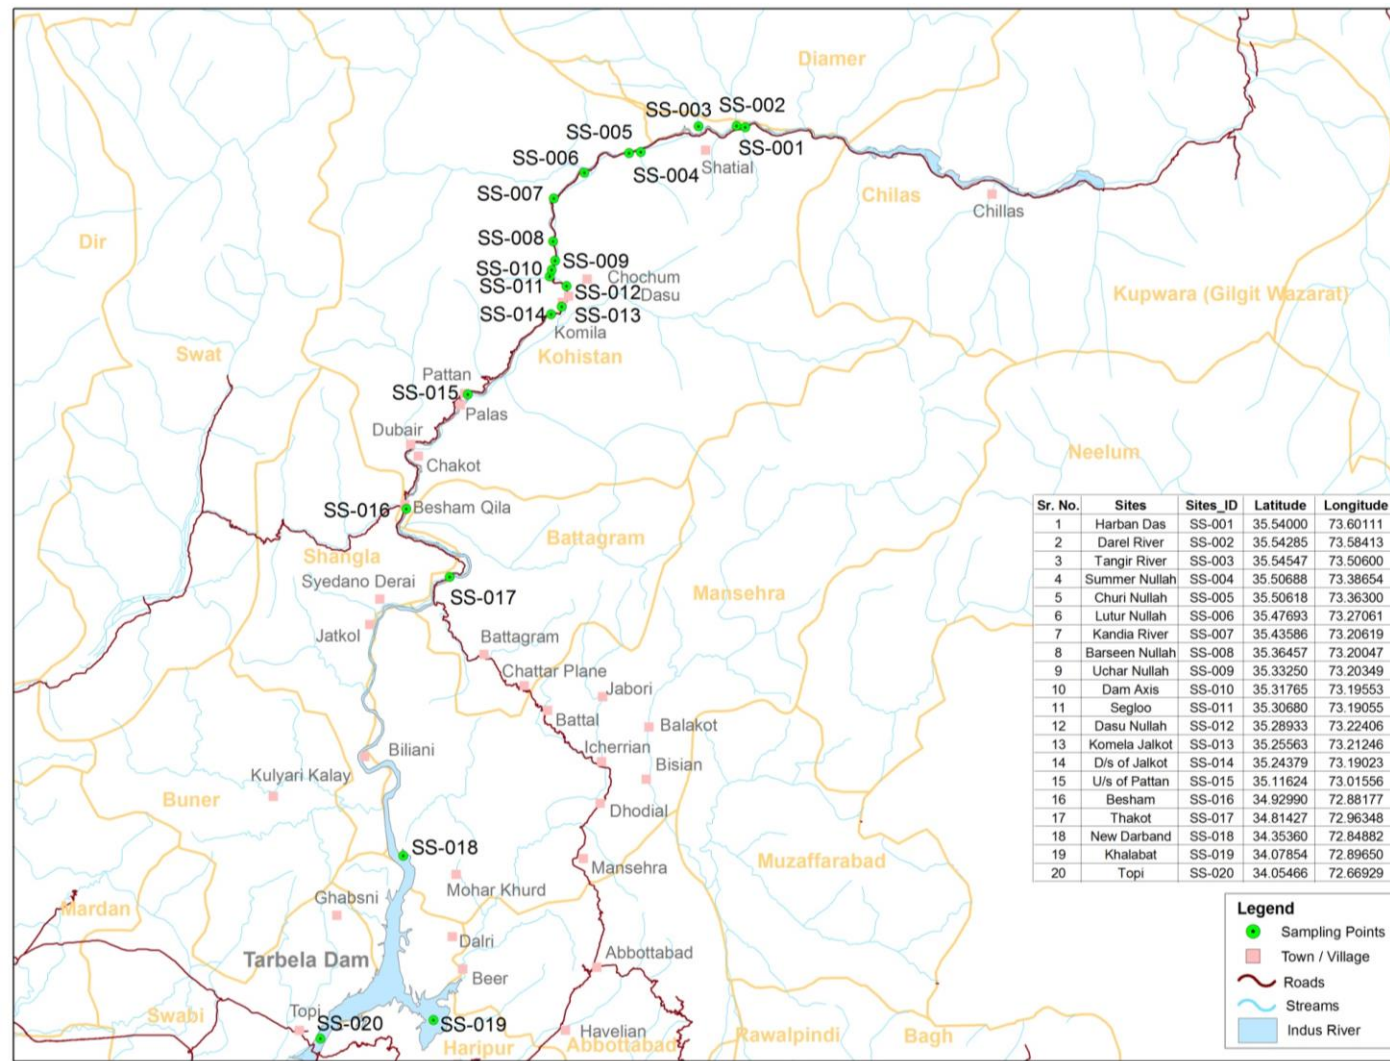 Diamer
SS-003
SS-002
SS-005
SS-001
SS-006
SS-004
Shatial
SS-007
Chilas
Chillas
Dir
SS-008
SS-009
SS-010
Chochum
SS-011
SS-012
Dasu
Kupwara (Gilgit Wazarat)
SS-014
SS-013
Komila
Swat
Kohistan
Pattan
SS-015
Palas
Dubair
Chakot
Neelum
SS-016
Besham Qila
Battagram
Shangla
Syedano Derai
SS-017
Mansehra
Jatkol
Battagram
Chattar Plane
Jabori
Battal
Balakot
Icherrian
Biliani
Bisian
Kulyari Kalay
Buner
Dhodial
SS-018
Mansehra
Muzaffarabad
Mohar Khurd
Ghabsni
Mardan
Dalri
Tarbela Dam
Abbottabad
Beer
Swabi
Topi
SS-020
SS-019
Havelian
Haripur
Abbottabad
Rawalpindi
Bagh
Sr. No. Sites Sites_ID Latitude Longitude
1 Harban Das SS-001 35.54000 73.60111
2 Darel River SS-002 35.54285 73.58413
3 Tangir River SS-003 35.54547 73.50600
4 Summer Nullah SS-004 35.50688 73.38654
5 Churi Nullah SS-005 35.50618 73.36300
6 Lutur Nullah SS-006 35.47693 73.27061
7 Kandia River SS-007 35.43586 73.20619
8 Barseen Nullah SS-008 35.36457 73.20047
9 Uchar Nullah SS-009 35.33250 73.20349
10 Dam Axis SS-010 35.31765 73.19553
11 Segloo SS-011 35.30680 73.19055
12 Dasu Nullah SS-012 35.28933 73.22406
13 Komela Jalkot SS-013 35.25563 73.21246
14 D/s of Jalkot SS-014 35.24379 73.19023
15 U/s of Pattan SS-015 35.11624 73.01556
16 Besham SS-016 34.92990 72.88177
17 Thakot SS-017 34.81427 72.96348
18 New Darband SS-018 34.35360 72.84882
19 Khalabat SS-019 34.07854 72.89650
20 Topi SS-020 34.05466 72.66929
Legend
Sampling Points
Town / Village
Roads
Streams
Indus River